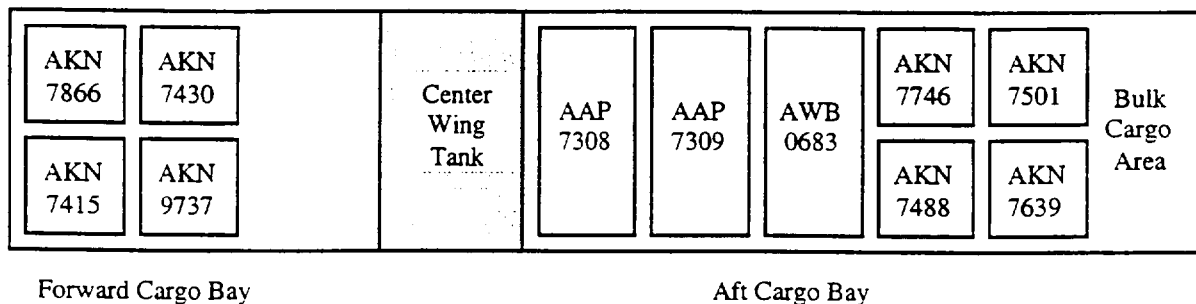 AKN
7866
AKN
7430
AKN
7415
AKN
9737
Center
Wing
Tank
AAP
7308
AAP
7309
AWB
0683
AKN
7746
AKN
7501
AKN
7488
AKN
7639
Bulk
Cargo
Area
Forward Cargo Bay
Aft Cargo Bay